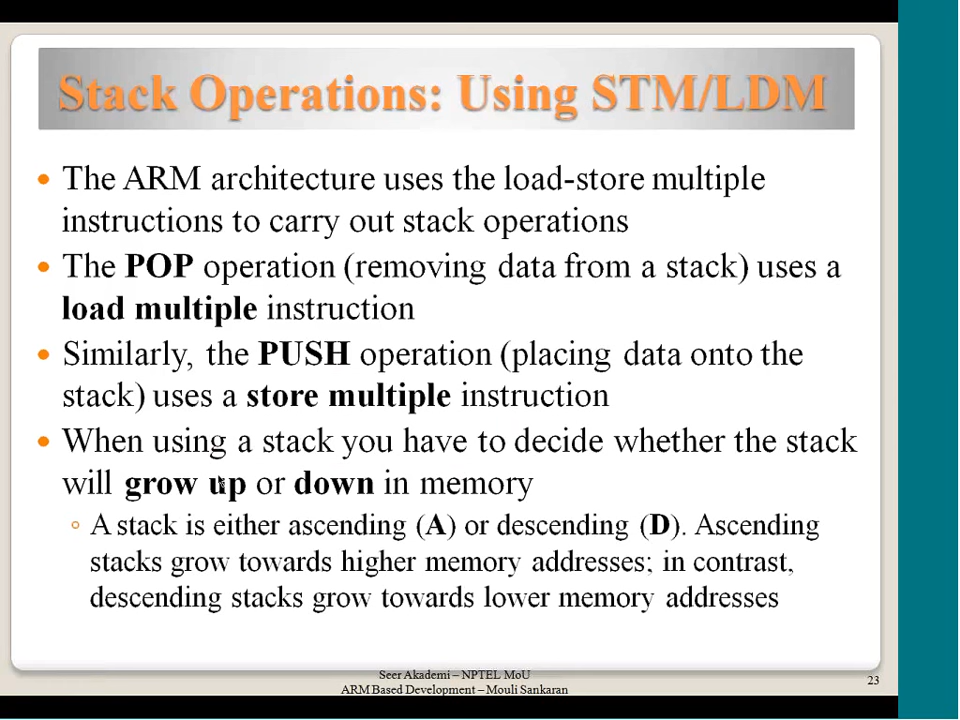 Stack Operations: Using STM/LDM
• The ARM architecture uses the load-store multiple
instructions to carry out stack operations
• The POP operation (removing data from a stack) uses a
load multiple instruction
• Similarly, the PUSH operation (placing data onto the
stack) uses a store multiple instruction
• When using a stack you have to decide whether the stack
will grow up or down in memory
◦ A stack is either ascending (A) or descending (D). Ascending
stacks grow towards higher memory addresses; in contrast,
descending stacks grow towards lower memory addresses
Seer Akademi – NPTEL MoU
ARM Based Development – Mouli Sankaran
23